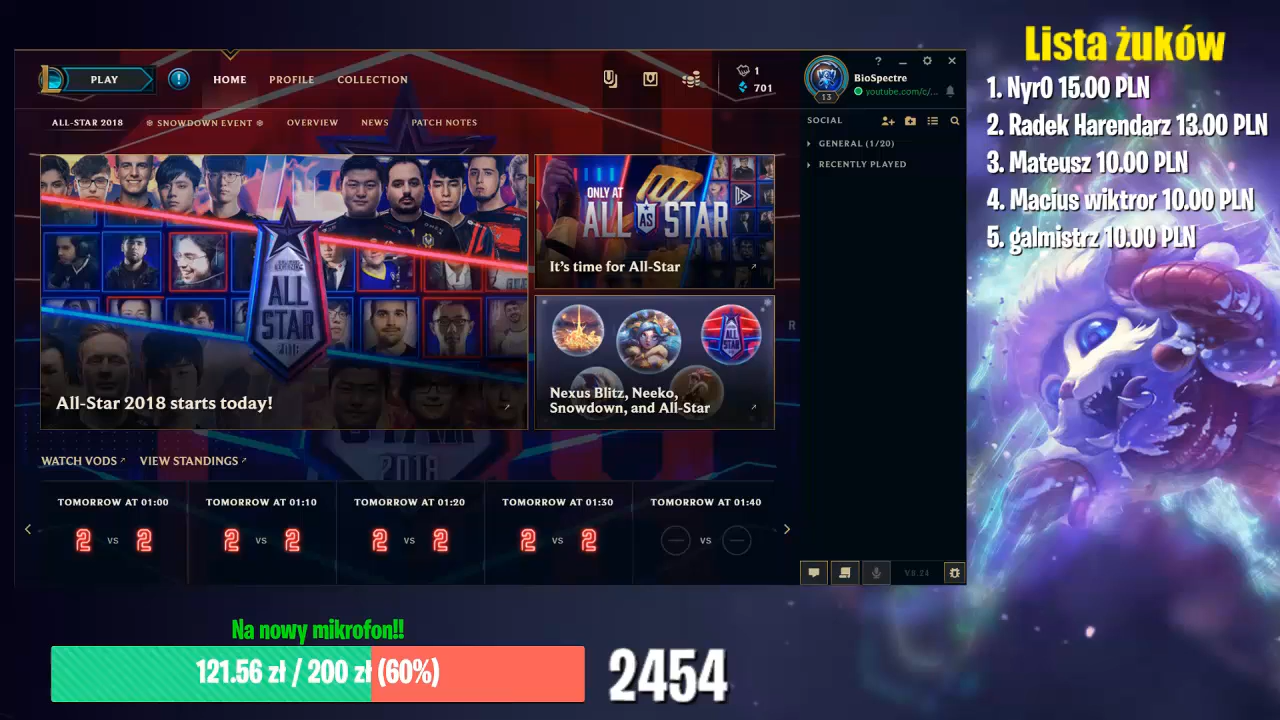 Lista żuków
1. Nyr0 15.00 PLN
2. Radek Harendarz 13.00 PLN
3. Mateusz 10.00 PLN
4. Macius wiktror 10.00 PLN
5. galmistrz 10.00 PLN
PLAY
HOME
PROFILE
COLLECTION
1
701
BioSpectre
youtube.com/c/...
13
ALL-STAR 2018
SNOWDOWN EVENT
OVERVIEW
NEWS
PATCH NOTES
SOCIAL
GENERAL (1/20)
RECENTLY PLAYED
ALL
STAR
2018
All-Star 2018 starts today!
ONLY AT
ALL AS STAR
It's time for All-Star
Nexus Blitz, Neeko,
Snowdown, and All-Star
R
STAR
2018
WATCH VODS
VIEW STANDINGS
TOMORROW AT 01:00
TOMORROW AT 01:10
TOMORROW AT 01:20
TOMORROW AT 01:30
TOMORROW AT 01:40
2 VS 2
2 VS 2
2 VS 2
2 VS 2
VS
V8.24
Na nowy mikrofon!!
121.56 zł / 200 zł (60%)
2454